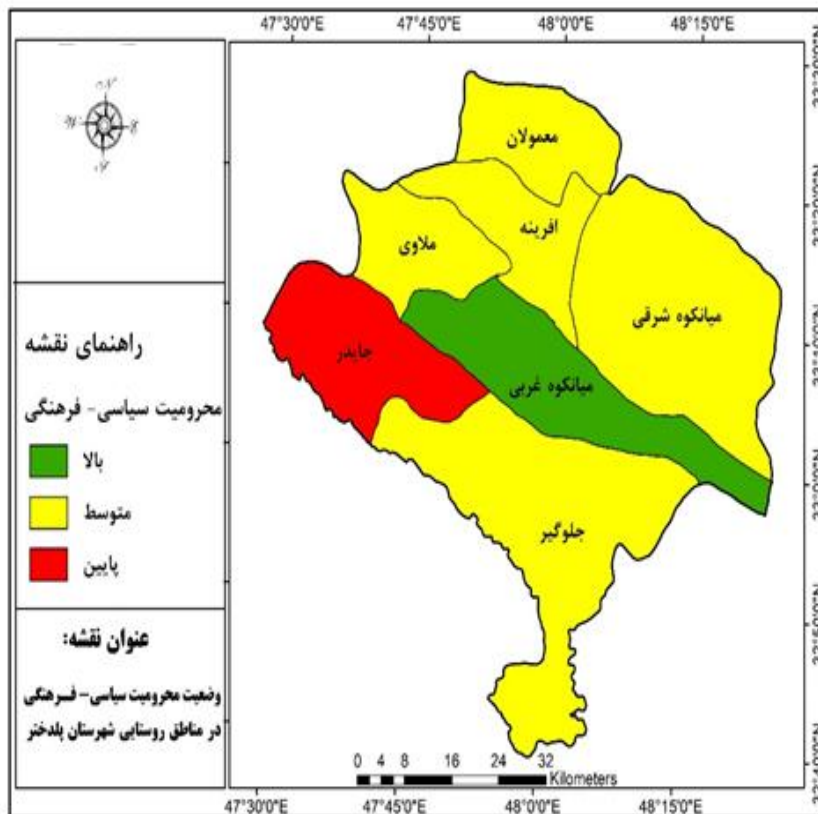 47°30'0"E 47°45'0"E 48°0'0"E 48°15'0"E
معمولان
افرینه
ملاوی
میانکوه شرقی
جایدر
میانکوه غربی
جلوگیر
راهنمای نقشه
محرومیت سیاسی- فرهنگی
بالا
متوسط
پایین
عنوان نقشه:
وضعیت محرومیت سیاسی- فرهنگی
در مناطق روستایی شهرستان پلدختر
0 4 8 16 24 32
Kilometers
47°30'0"E 47°45'0"E 48°0'0"E 48°15'0"E